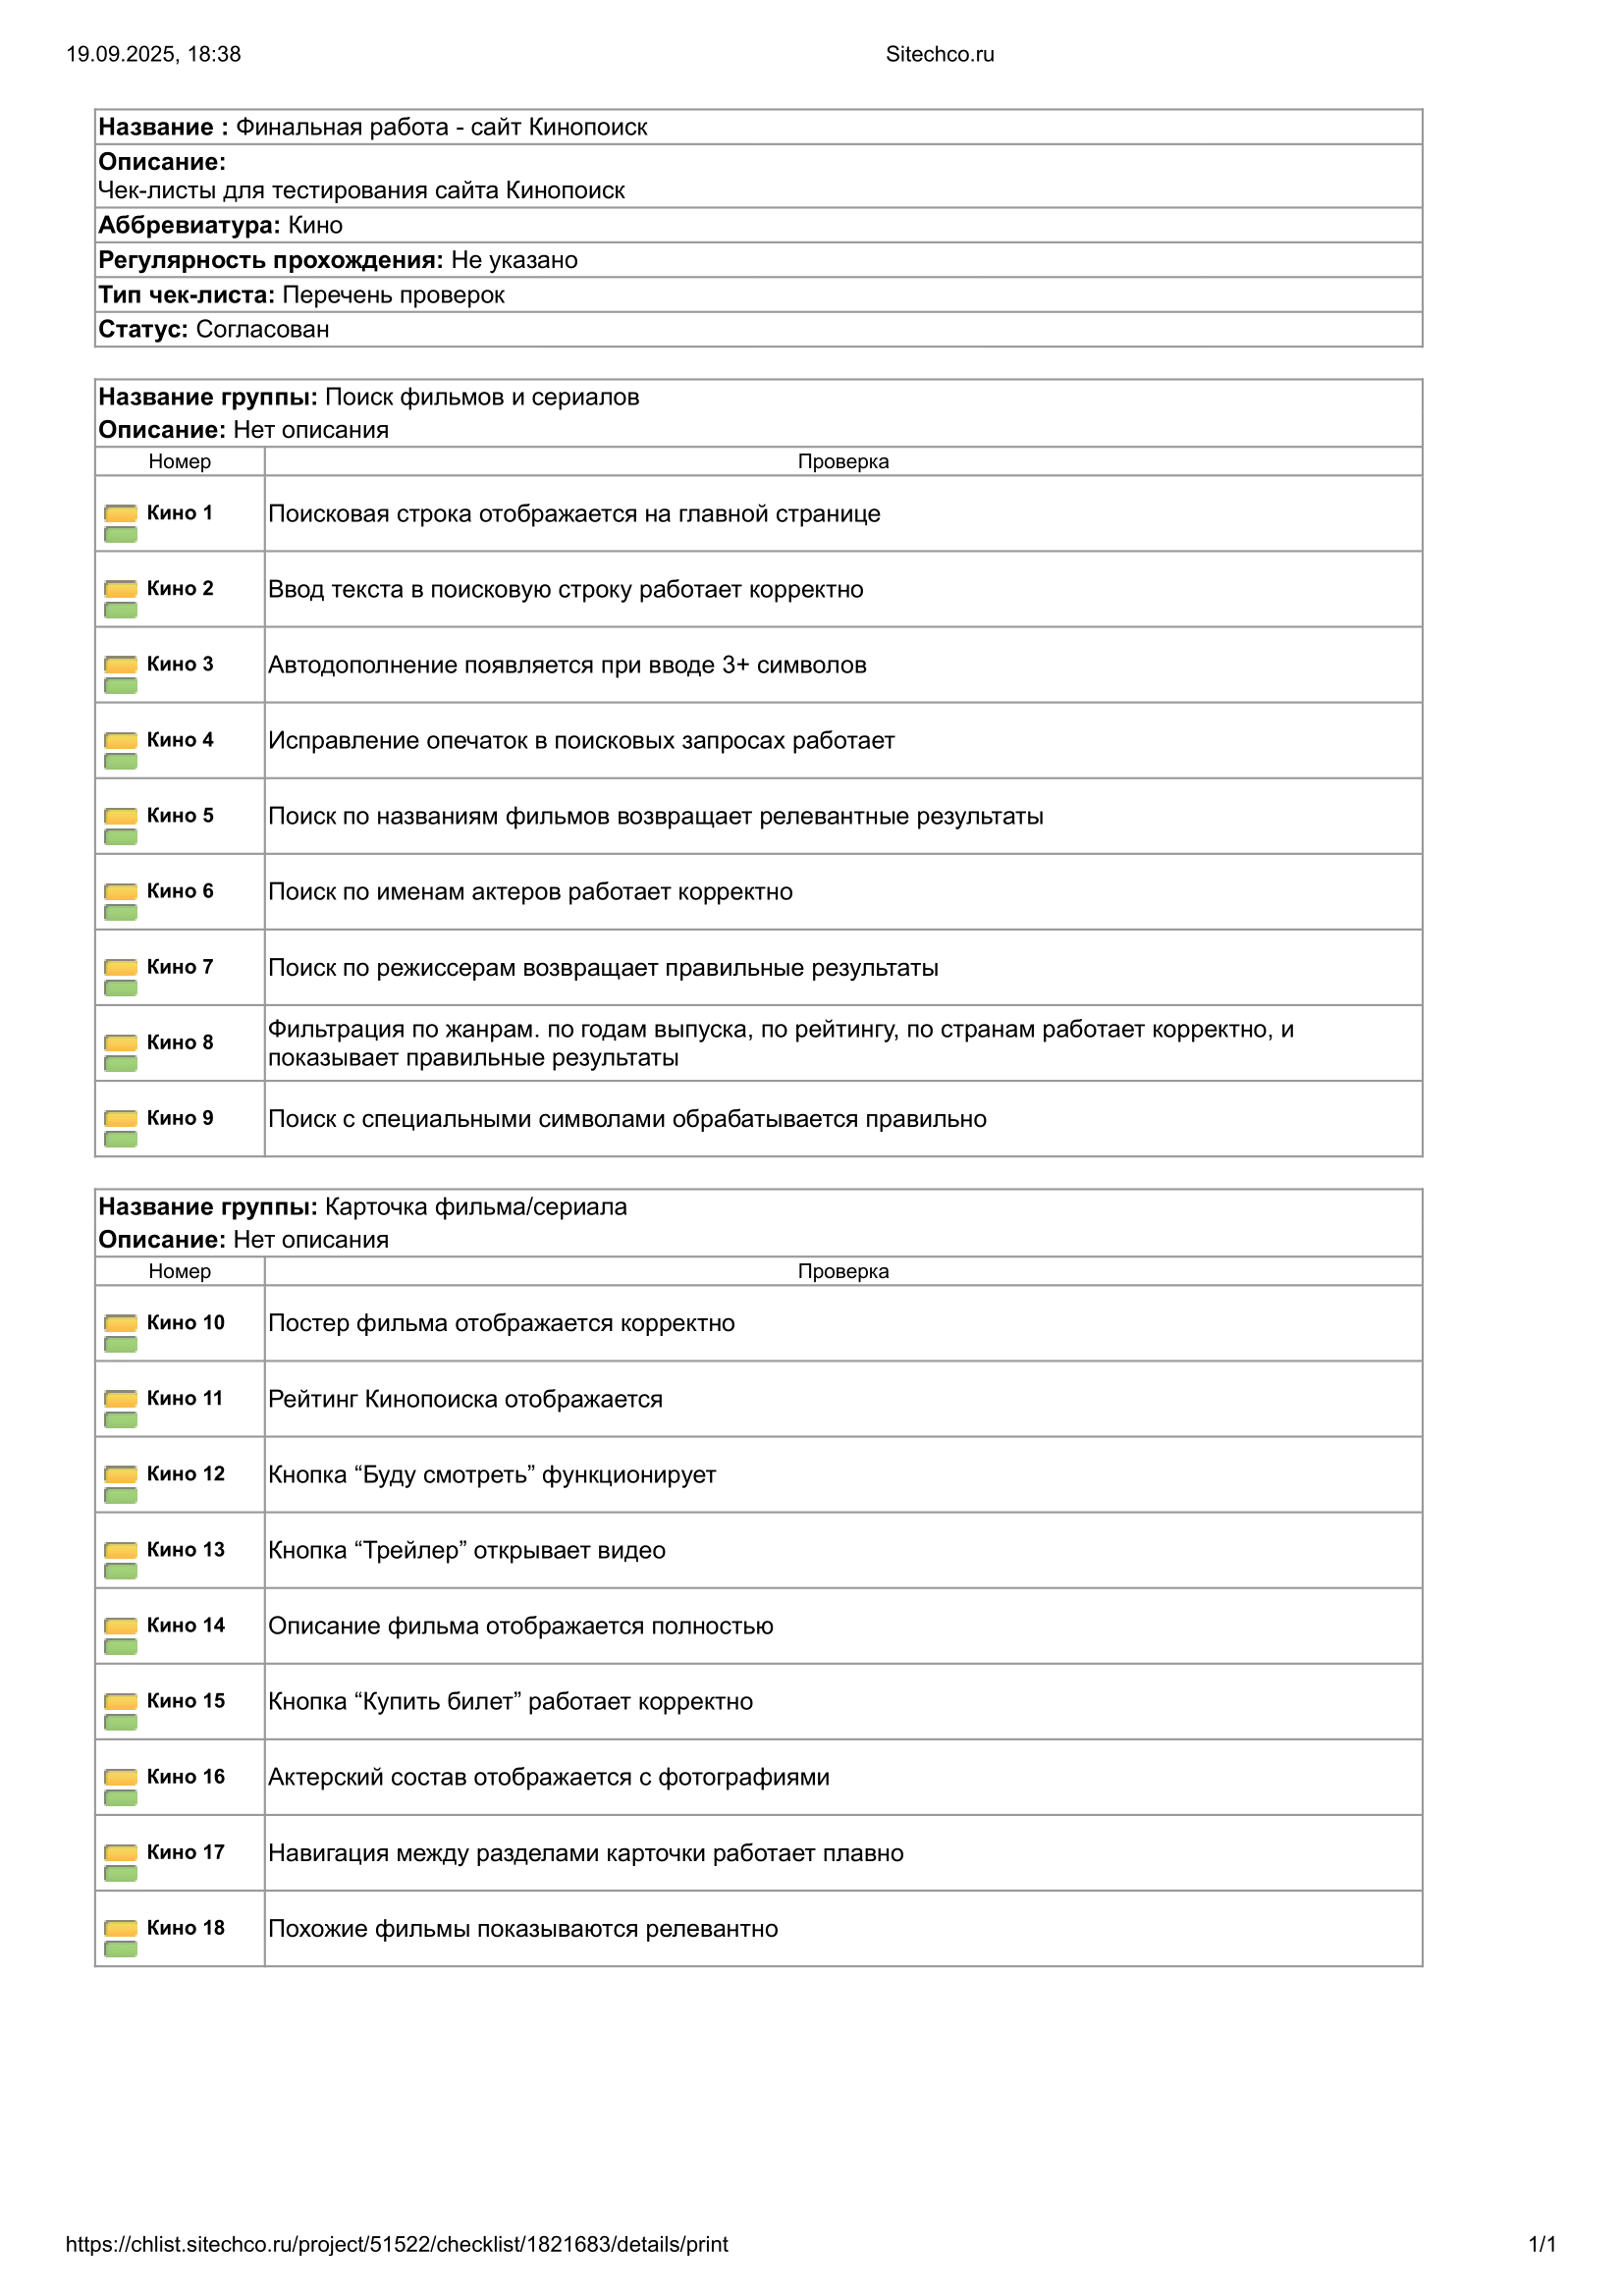 19.09.2025, 18:38
Sitechco.ru
Название : Финальная работа - сайт Кинопоиск
Описание:
Чек-листы для тестирования сайта Кинопоиск
Аббревиатура: Кино
Регулярность прохождения: Не указано
Тип чек-листа: Перечень проверок
Статус: Согласован
Название группы: Поиск фильмов и сериалов
Описание: Нет описания
Номер Проверка
Кино 1 Поисковая строка отображается на главной странице
Кино 2 Ввод текста в поисковую строку работает корректно
Кино 3 Автодополнение появляется при вводе 3+ символов
Кино 4 Исправление опечаток в поисковых запросах работает
Кино 5 Поиск по названиям фильмов возвращает релевантные результаты
Кино 6 Поиск по именам актеров работает корректно
Кино 7 Поиск по режиссерам возвращает правильные результаты
Кино 8 Фильтрация по жанрам. по годам выпуска, по рейтингу, по странам работает корректно, и
показывает правильные результаты
Кино 9 Поиск с специальными символами обрабатывается правильно
Название группы: Карточка фильма/сериала
Описание: Нет описания
Номер Проверка
Кино 10 Постер фильма отображается корректно
Кино 11 Рейтинг Кинопоиска отображается
Кино 12 Кнопка “Буду смотреть” функционирует
Кино 13 Кнопка “Трейлер” открывает видео
Кино 14 Описание фильма отображается полностью
Кино 15 Кнопка “Купить билет” работает корректно
Кино 16 Актерский состав отображается с фотографиями
Кино 17 Навигация между разделами карточки работает плавно
Кино 18 Похожие фильмы показываются релевантно
https://chlist.sitechco.ru/project/51522/checklist/1821683/details/print
1/1